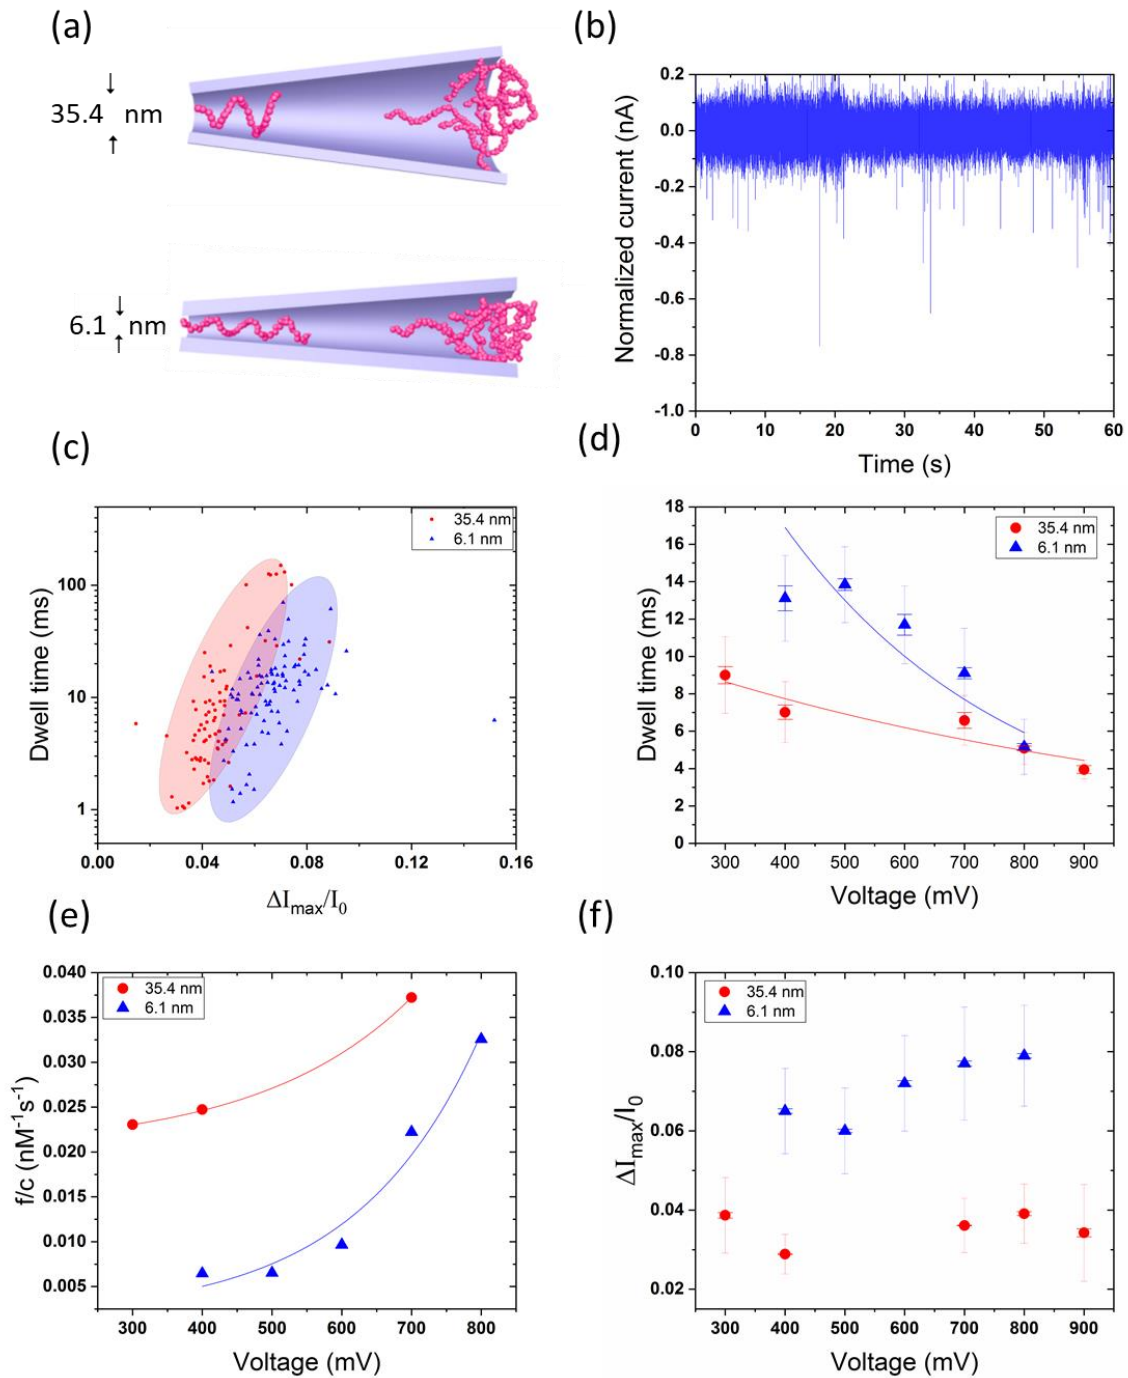 (a)
35.4 nm
6.1 nm
(b)
Normalized current (nA)
0.2
0.0
-0.2
-0.4
-0.6
-0.8
-1.0
0 10 20 30 40 50 60
Time (s)
(c)
Dwell time (ms)
100
10
1
35.4 nm
6.1 nm
0.00 0.04 0.08 0.12 0.16
ΔImax/I0
(d)
Dwell time (ms)
18
16
14
12
10
8
6
4
2
0
35.4 nm
6.1 nm
300 400 500 600 700 800 900
Voltage (mV)
(e)
f/c (nM⁻¹s⁻¹)
0.040
0.035
0.030
0.025
0.020
0.015
0.010
0.005
35.4 nm
6.1 nm
300 400 500 600 700 800
Voltage (mV)
(f)
ΔImax/I0
0.10
0.08
0.06
0.04
0.02
35.4 nm
6.1 nm
300 400 500 600 700 800 900
Voltage (mV)